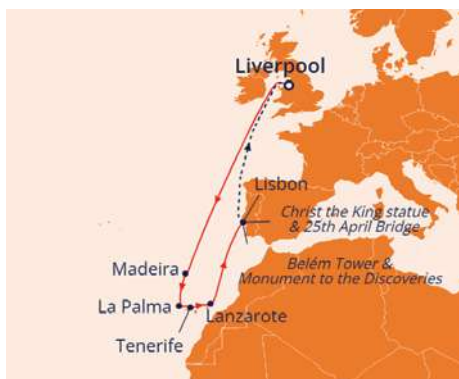 Liverpool
Lisbon
Christ the King statue
& 25th April Bridge
Belém Tower &
Monument to the Discoveries
Madeira
La Palma
Lanzarote
Tenerife